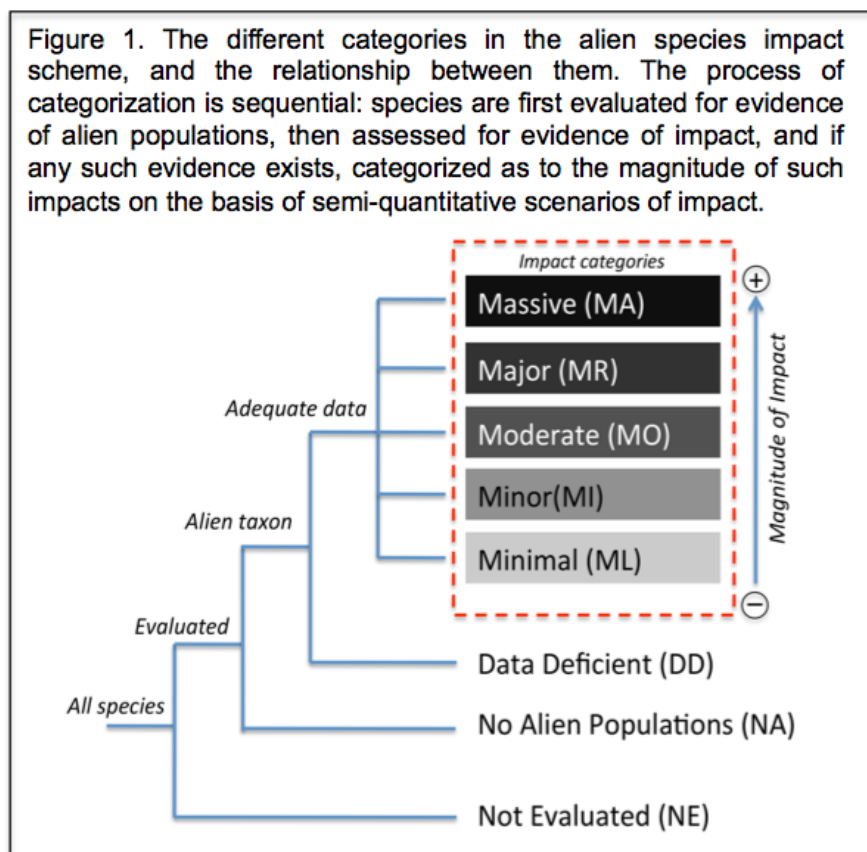 Figure 1. The different categories in the alien species impact
scheme, and the relationship between them. The process of
categorization is sequential: species are first evaluated for evidence
of alien populations, then assessed for evidence of impact, and if
any such evidence exists, categorized as to the magnitude of such
impacts on the basis of semi-quantitative scenarios of impact.
Impact categories
+
Massive (MA)
Major (MR)
Adequate data
Moderate (MO)
Magnitude of Impact
Minor(MI)
Alien taxon
Minimal (ML)
−
Evaluated
Data Deficient (DD)
All species
No Alien Populations (NA)
Not Evaluated (NE)